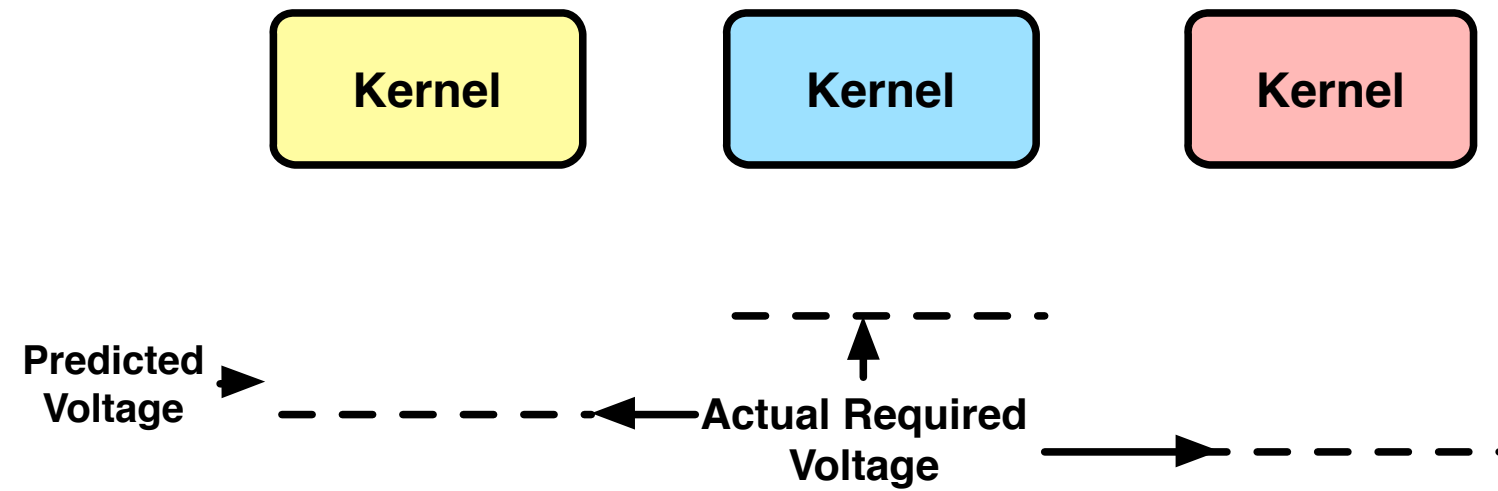 Kernel
Kernel
Kernel
Predicted
Voltage
Actual Required
Voltage